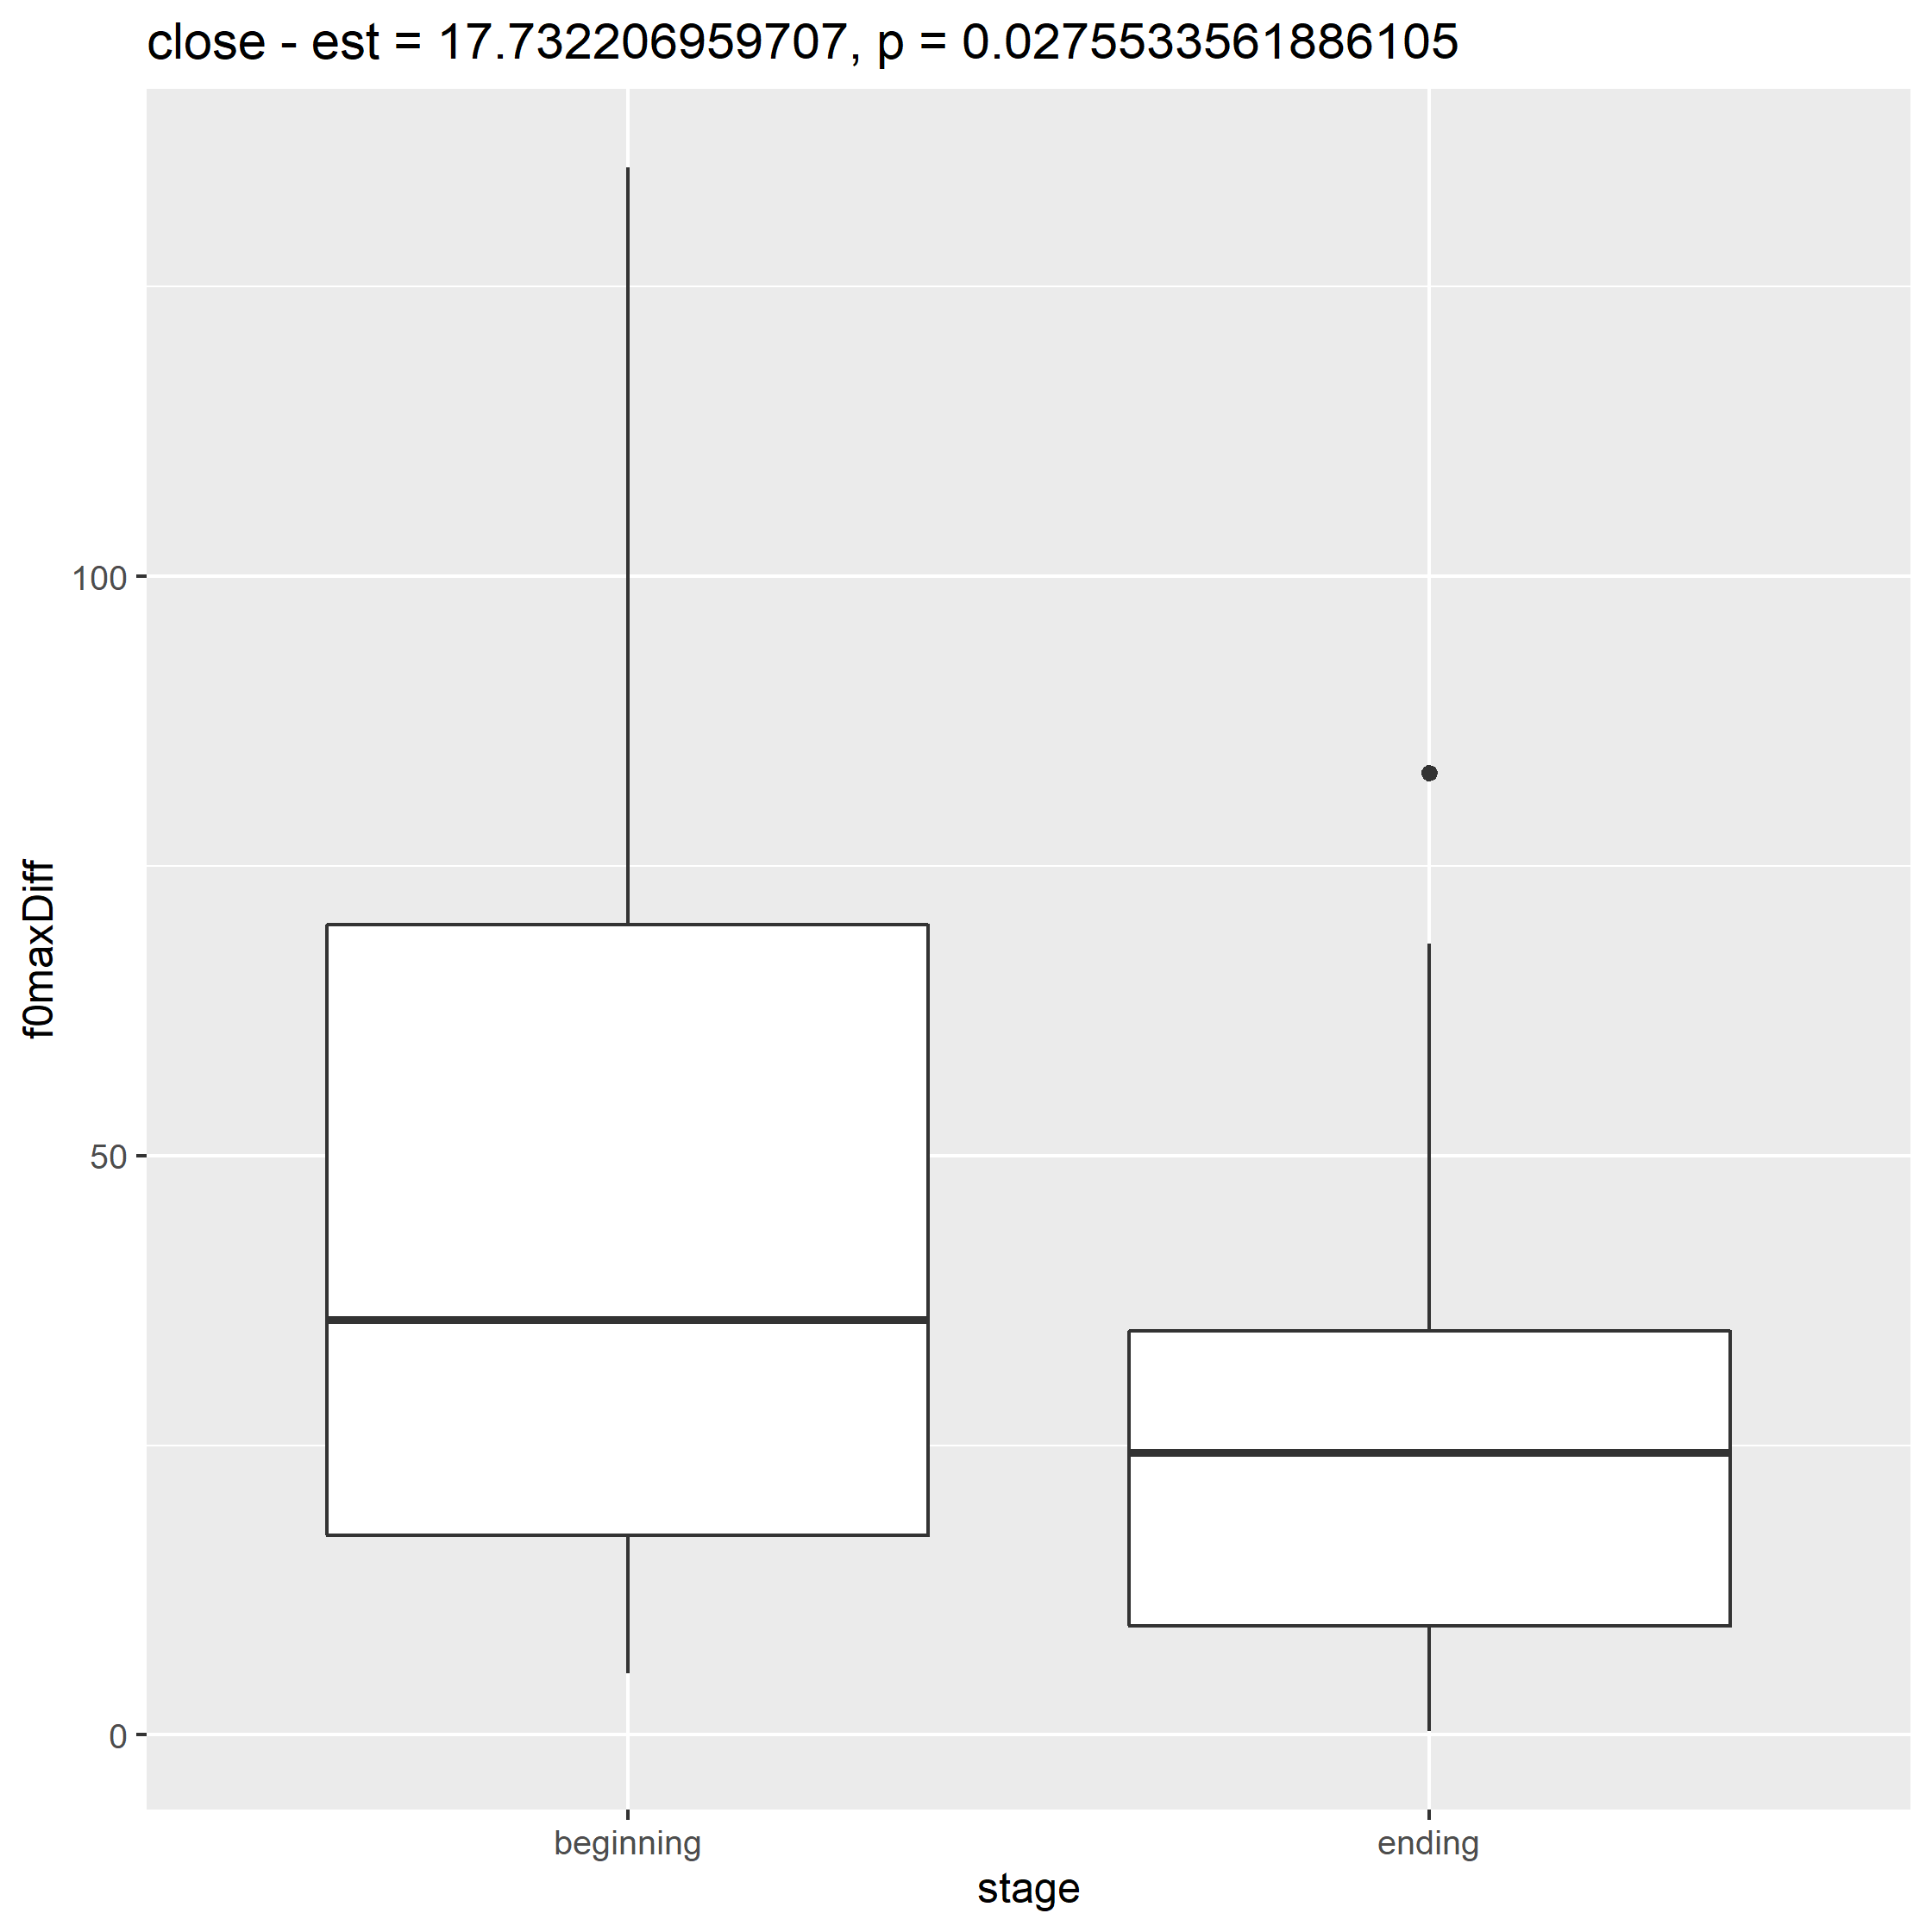 close - est = 17.732206959707, p = 0.0275533561886105
f0maxDiff
100
50
0
beginning
ending
stage